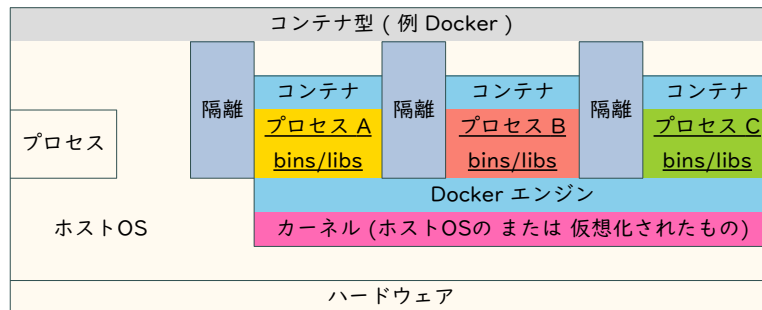 コンテナ型 ( 例 Docker )
隔離
コンテナ
隔離
コンテナ
隔離
コンテナ
プロセス
プロセス A
bins/libs
プロセス B
bins/libs
プロセス C
bins/libs
Docker エンジン
ホストOS
カーネル (ホストOSの または 仮想化されたもの)
ハードウェア